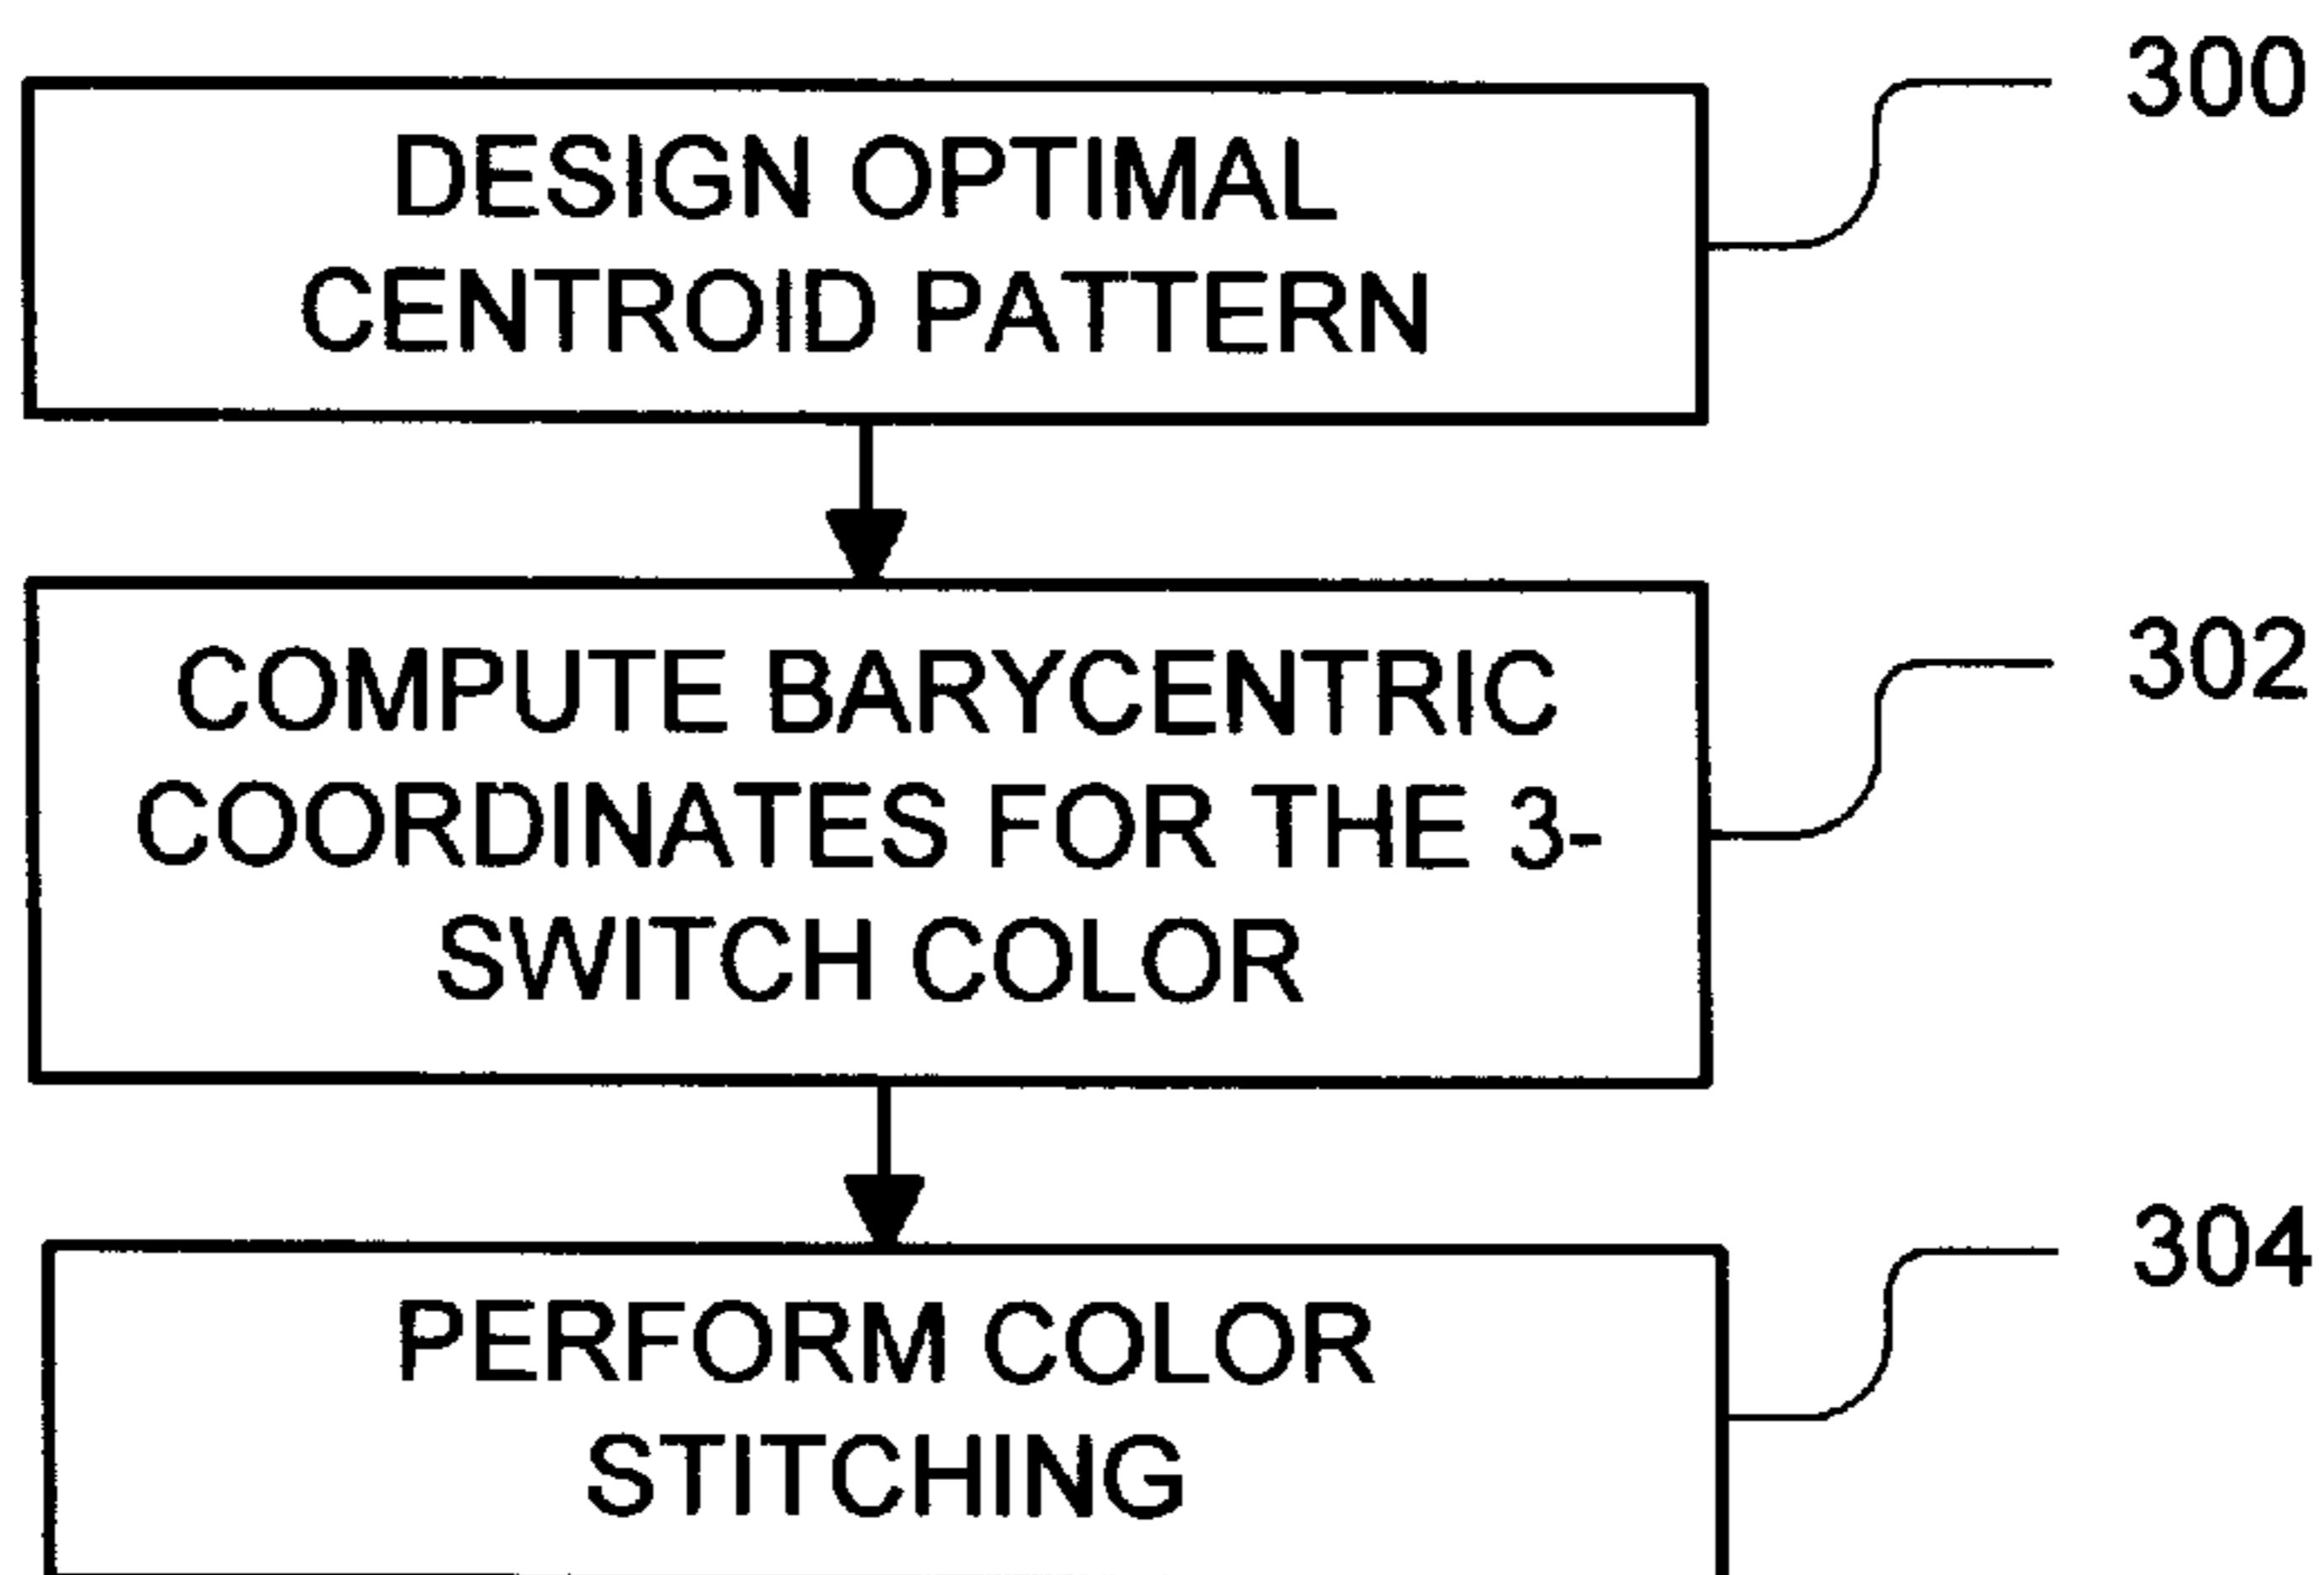 300
DESIGN OPTIMAL
CENTROID PATTERN
302
COMPUTE BARYCENTRIC
COORDINATES FOR THE 3-
SWITCH COLOR
304
PERFORM COLOR
STITCHING